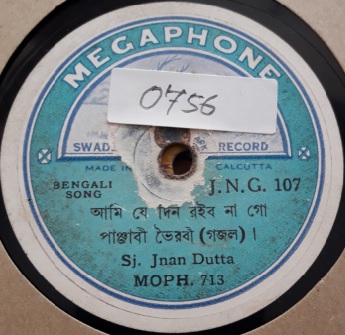 MEGAPHONE
0756
SWAD RECORD
MADE IN CALCUTTA
BENGALI SONG
J.N.G. 107
আমি যে দিন রইব না গো
পাঞ্জাবী ভৈরবী (গজল) ।
Sj. Jnan Dutta
MOPH. 713